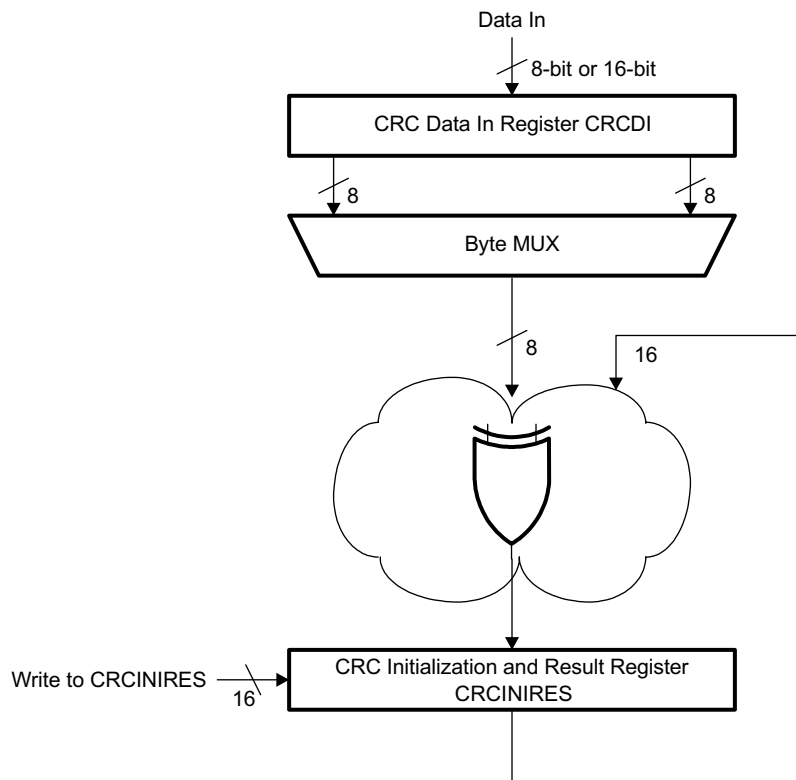 Data In
8-bit or 16-bit
CRC Data In Register CRCDI
8
8
Byte MUX
8
16
CRC Initialization and Result Register
CRCINIRES
Write to CRCINIRES
16